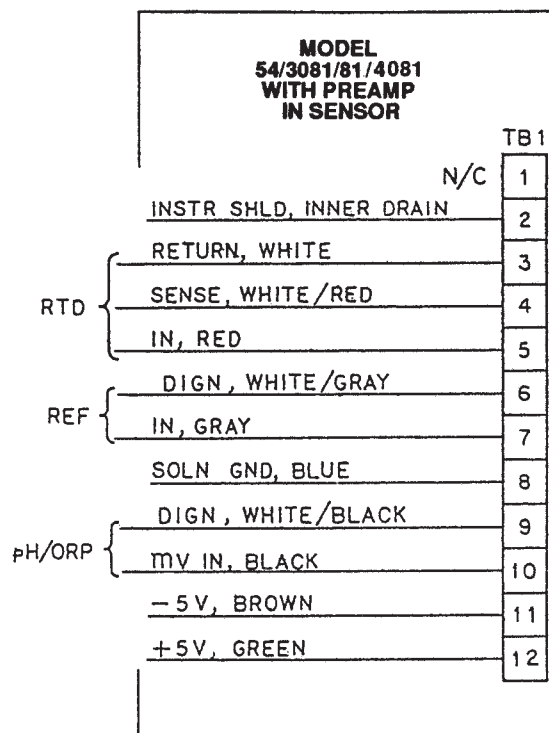 MODEL
54/3081/81/4081
WITH PREAMP
IN SENSOR
TB1
N/C 1
INSTR SHLD, INNER DRAIN 2
RETURN, WHITE 3
RTD SENSE, WHITE/RED 4
IN, RED 5
DIGN, WHITE/GRAY 6
REF
IN, GRAY 7
SOLN GND, BLUE 8
DIGN, WHITE/BLACK 9
pH/ORP
mV IN, BLACK 10
-5V, BROWN 11
+5V, GREEN 12